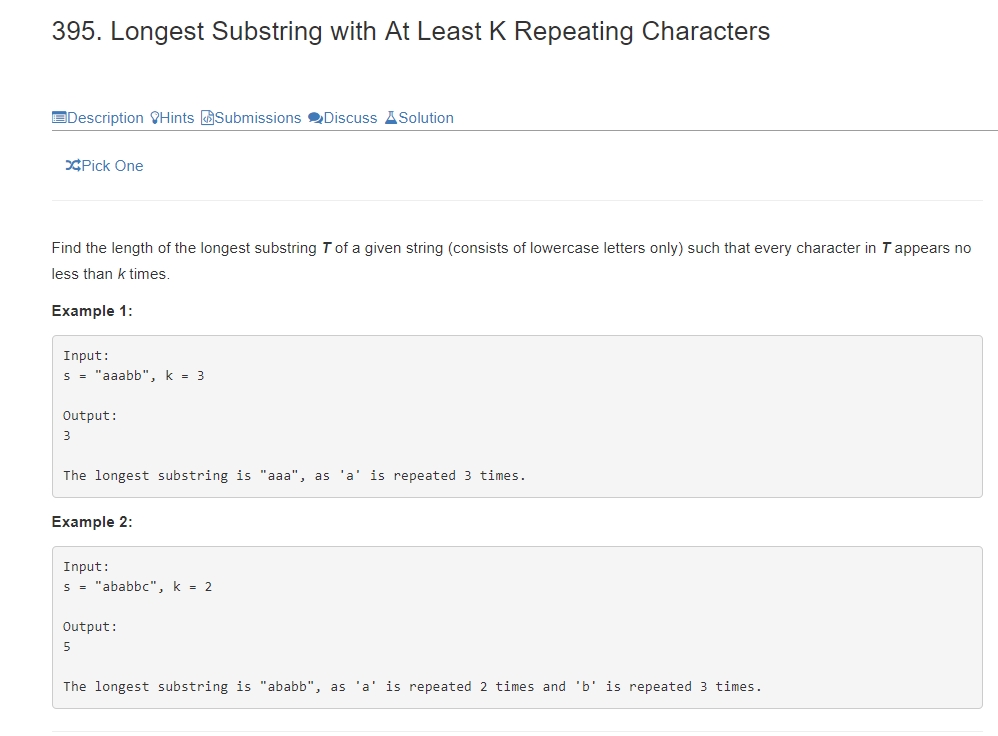 395. Longest Substring with At Least K Repeating Characters
Description Hints Submissions Discuss Solution
Pick One
Find the length of the longest substring T of a given string (consists of lowercase letters only) such that every character in T appears no
less than k times.
Example 1:
Input:
s = "aaabb", k = 3
Output:
3
The longest substring is "aaa", as 'a' is repeated 3 times.
Example 2:
Input:
s = "ababbc", k = 2
Output:
5
The longest substring is "ababb", as 'a' is repeated 2 times and 'b' is repeated 3 times.